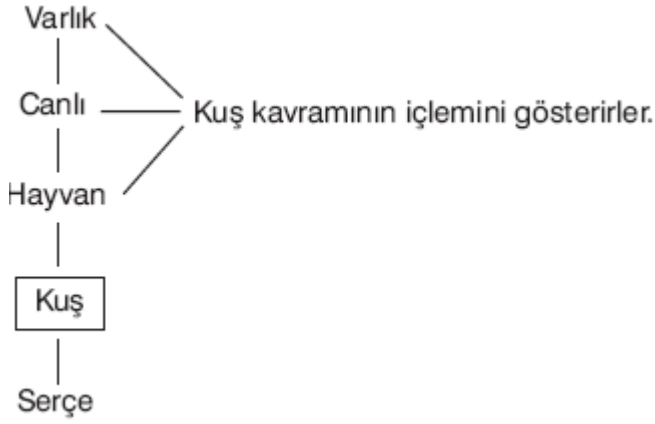 Varlık
Canlı
Kuş kavramının içlemini gösterirler.
Hayvan
Kuş
Serçe